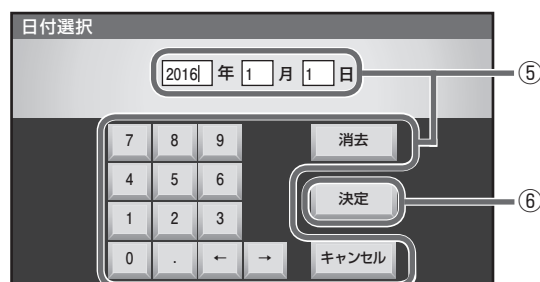 日付選択
2016 年 1 月 1 日 ⑤
7 8 9 消去
4 5 6
決定 ⑥
1 2 3
0 . ← → キャンセル